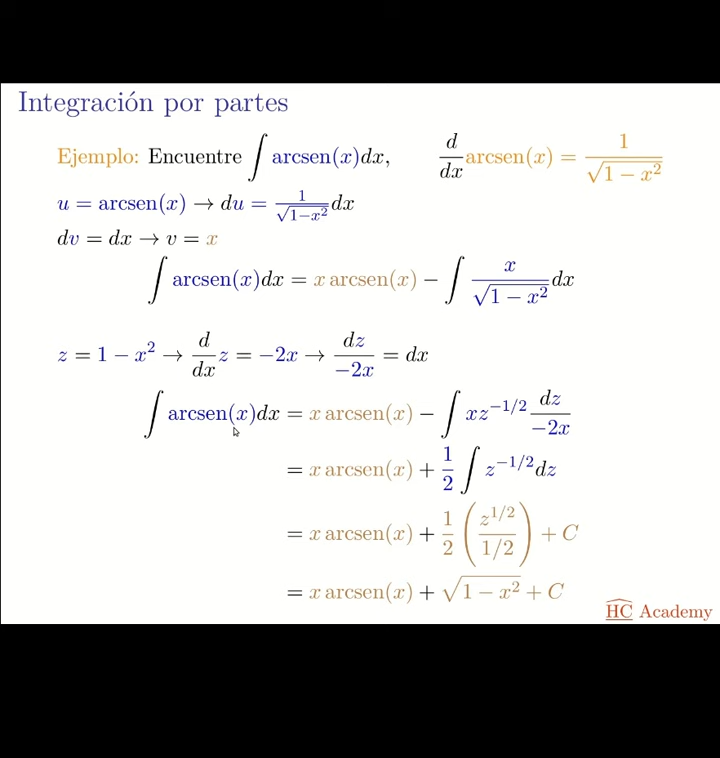 Integración por partes
Ejemplo: Encuentre ∫ arcsen(x)dx, d/dx arcsen(x) = 1/√(1 − x²)
u = arcsen(x) → du = 1/√(1−x²) dx
dv = dx → v = x
∫ arcsen(x)dx = x arcsen(x) − ∫ x/√(1 − x²) dx
z = 1 − x² → d/dx z = −2x → dz/−2x = dx
∫ arcsen(x)dx = x arcsen(x) − ∫ xz^(−1/2) dz/−2x
= x arcsen(x) + 1/2 ∫ z^(−1/2) dz
= x arcsen(x) + 1/2 (z^(1/2)/1/2) + C
= x arcsen(x) + √(1 − x²) + C
HC Academy